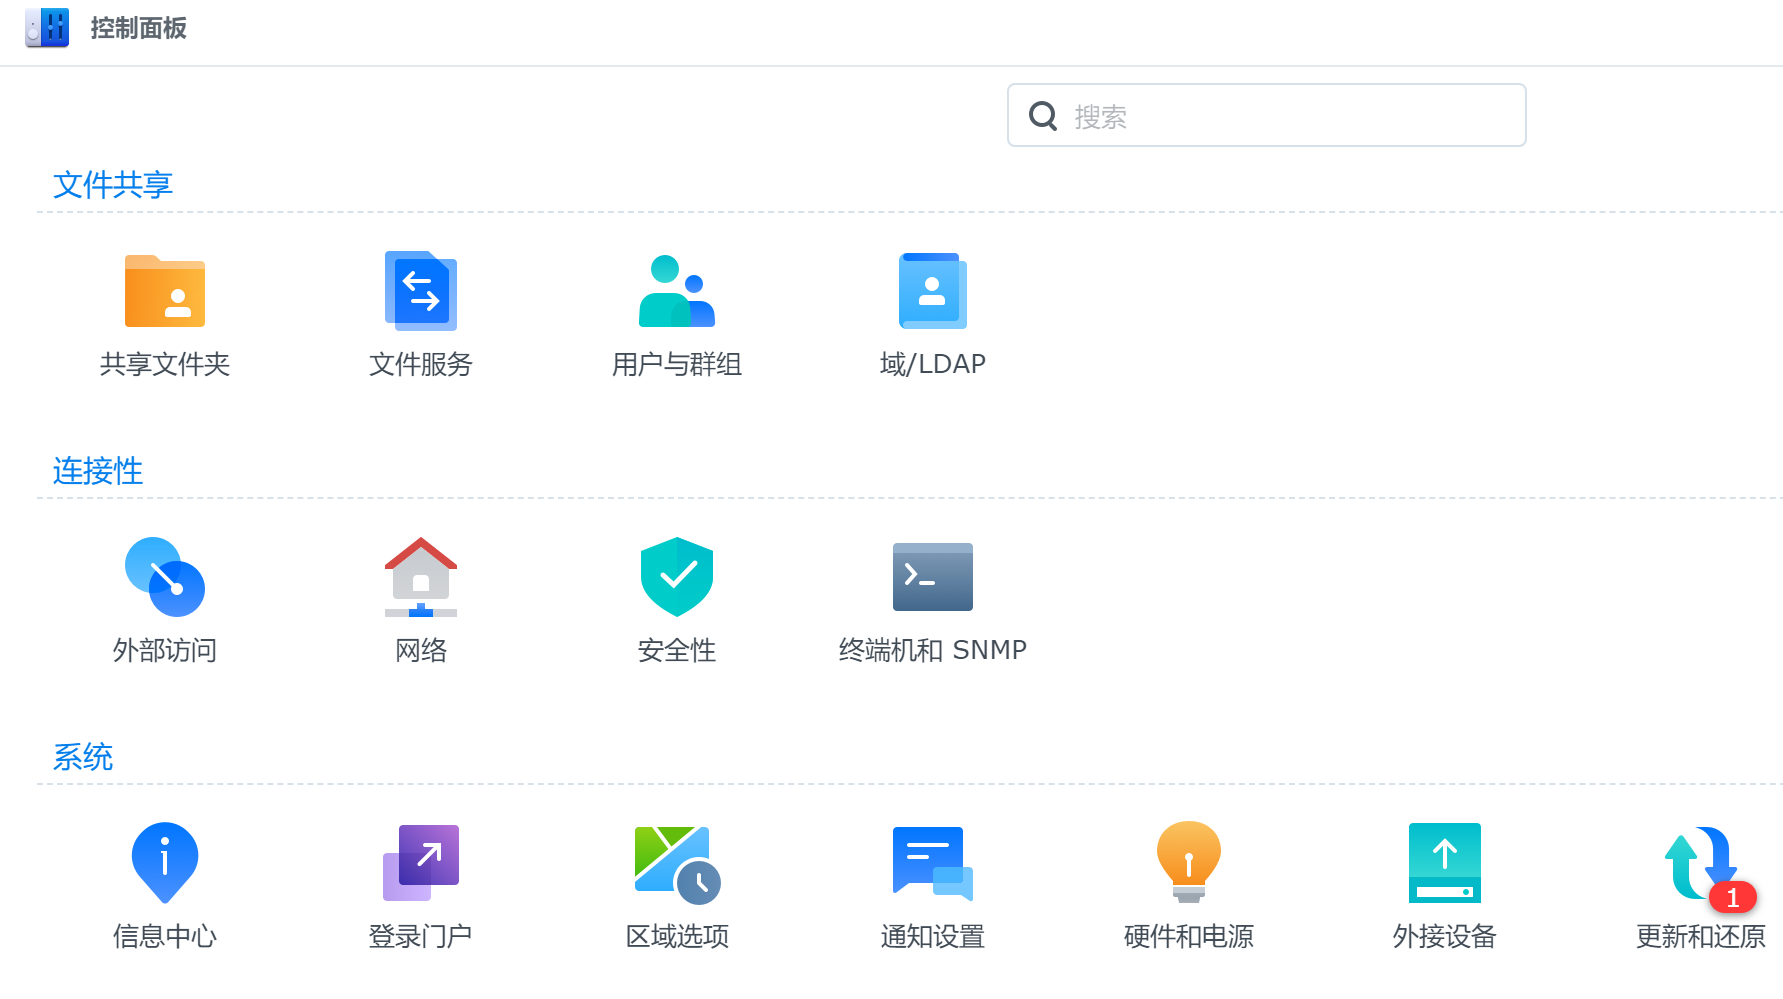 控制面板
搜索
文件共享
共享文件夹
文件服务
用户与群组
域/LDAP
连接性
外部访问
网络
安全性
终端机和 SNMP
系统
信息中心
登录门户
区域选项
通知设置
硬件和电源
外接设备
1
更新和还原